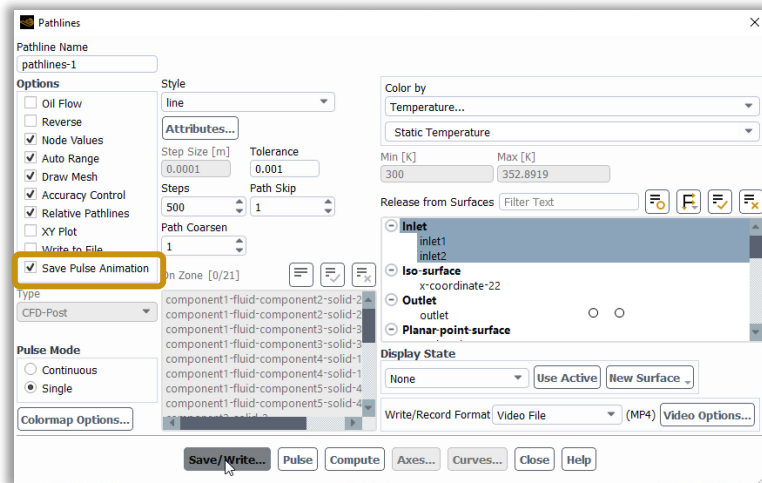 Pathlines
Pathline Name
pathlines-1
Options
Oil Flow
Reverse
Node Values
Auto Range
Draw Mesh
Accuracy Control
Relative Pathlines
XY Plot
Write to File
Save Pulse Animation
Type
CFD-Post
Pulse Mode
Continuous
Single
Colormap Options...
Style
line
Attributes...
Step Size [m] Tolerance
0.0001 0.001
Steps Path Skip
500 1
Path Coarsen
1
On Zone [0/21]
component1-fluid-component2-solid-2
component1-fluid-component2-solid-2
component1-fluid-component3-solid-3
component1-fluid-component3-solid-3
component1-fluid-component4-solid-1
component1-fluid-component4-solid-1
component1-fluid-component5-solid-4
component1-fluid-component5-solid-4
Color by
Temperature...
Static Temperature
Min [K] Max [K]
300 352.8919
Release from Surfaces Filter Text
Inlet
inlet1
inlet2
Iso-surface
x-coordinate-22
Outlet
outlet
Planar-point-surface
Display State
None Use Active New Surface
Write/Record Format Video File (MP4) Video Options...
Save/Write... Pulse Compute Axes... Curves... Close Help